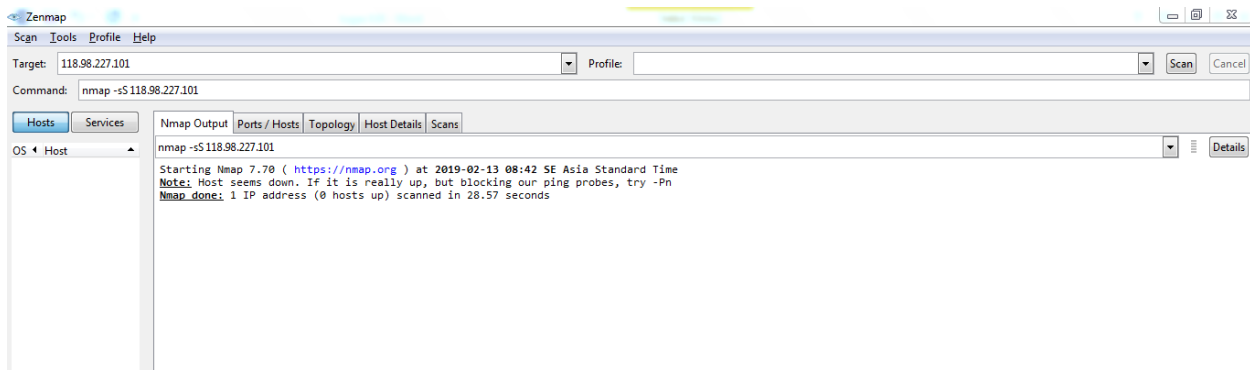 Zenmap
Scan Tools Profile Help
Target: 118.98.227.101 Profile: Scan Cancel
Command: nmap -sS 118.98.227.101
Hosts Services Nmap Output Ports / Hosts Topology Host Details Scans
OS Host nmap -sS 118.98.227.101 Details
Starting Nmap 7.70 ( https://nmap.org ) at 2019-02-13 08:42 SE Asia Standard Time
Note: Host seems down. If it is really up, but blocking our ping probes, try -Pn
Nmap done: 1 IP address (0 hosts up) scanned in 28.57 seconds